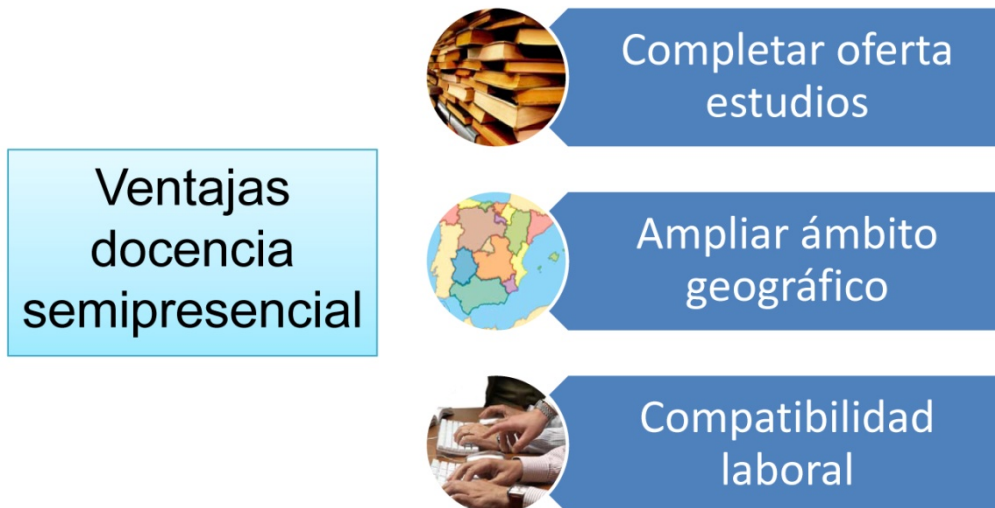 Ventajas
docencia
semipresencial
Completar oferta
estudios
Ampliar ámbito
geográfico
Compatibilidad
laboral